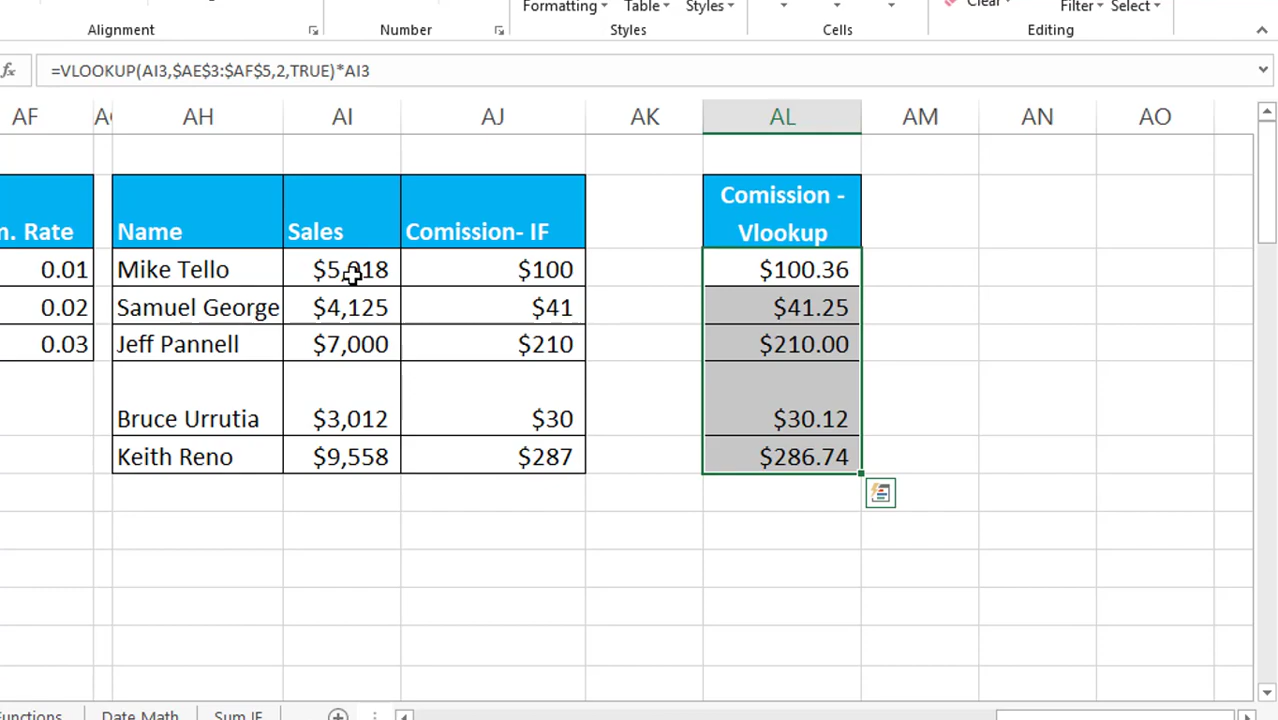 Formatting Table Styles Clear Filter Select
Alignment Number Styles Cells Editing
fx =VLOOKUP(AI3,$AE$3:$AF$5,2,TRUE)*AI3
AF AH AI AJ AK AL AM AN AO
Comission -
Rate Name Sales Comission- IF Vlookup
0.01 Mike Tello $5,018 $100 $100.36
0.02 Samuel George $4,125 $41 $41.25
0.03 Jeff Pannell $7,000 $210 $210.00
Bruce Urrutia $3,012 $30 $30.12
Keith Reno $9,558 $287 $286.74
Date Math Sum IF